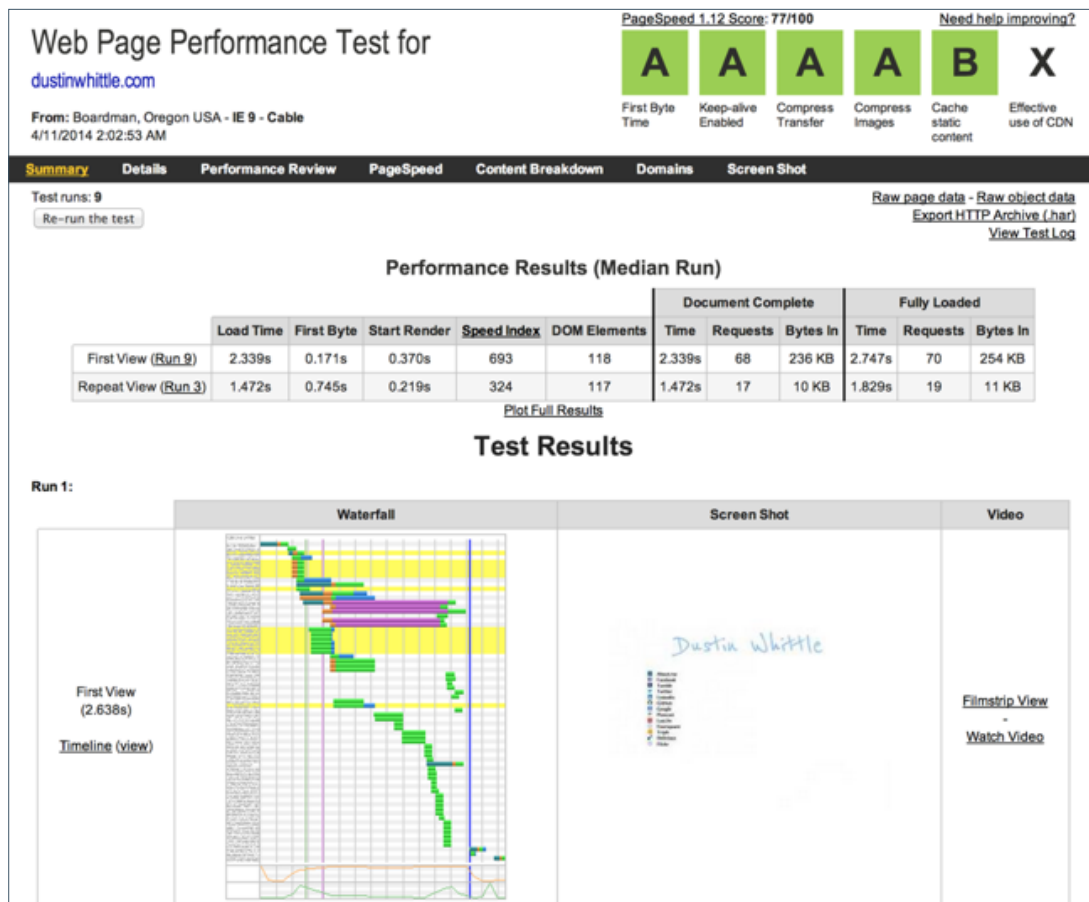 Web Page Performance Test for
dustinwhittle.com
From: Boardman, Oregon USA - IE 9 - Cable
4/11/2014 2:02:53 AM
PageSpeed 1.12 Score: 77/100
Need help improving?
A A A A B X
First Byte Time
Keep-alive Enabled
Compress Transfer
Compress Images
Cache static content
Effective use of CDN
Summary Details Performance Review PageSpeed Content Breakdown Domains Screen Shot
Test runs: 9
Re-run the test
Raw page data - Raw object data
Export HTTP Archive (.har)
View Test Log
Performance Results (Median Run)
Document Complete Fully Loaded
Load Time First Byte Start Render Speed Index DOM Elements Time Requests Bytes In Time Requests Bytes In
First View (Run 9) 2.339s 0.171s 0.370s 693 118 2.339s 68 236 KB 2.747s 70 254 KB
Repeat View (Run 3) 1.472s 0.745s 0.219s 324 117 1.472s 17 10 KB 1.829s 19 11 KB
Plot Full Results
Test Results
Run 1:
Waterfall Screen Shot Video
First View
(2.638s)
Timeline (view)
Dustin Whittle
Filmstrip View
-
Watch Video